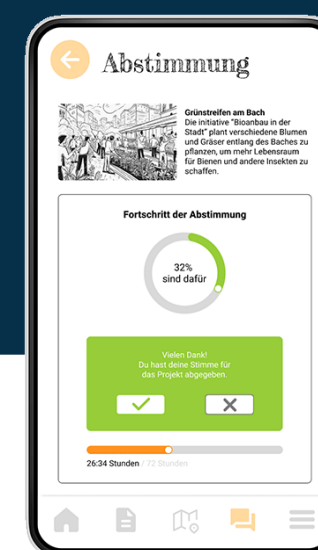 Abstimmung
Grünstreifen am Bach
Die initiative "Bioanbau in der
Stadt" plant verschiedene Blumen
und Gräser entlang des Baches zu
pflanzen, um mehr Lebensraum
für Bienen und andere Insekten zu
schaffen.
Fortschritt der Abstimmung
32%
sind dafür
Vielen Dank!
Du hast deine Stimme für
das Projekt abgegeben.
26:34 Stunden / 72 Stunden